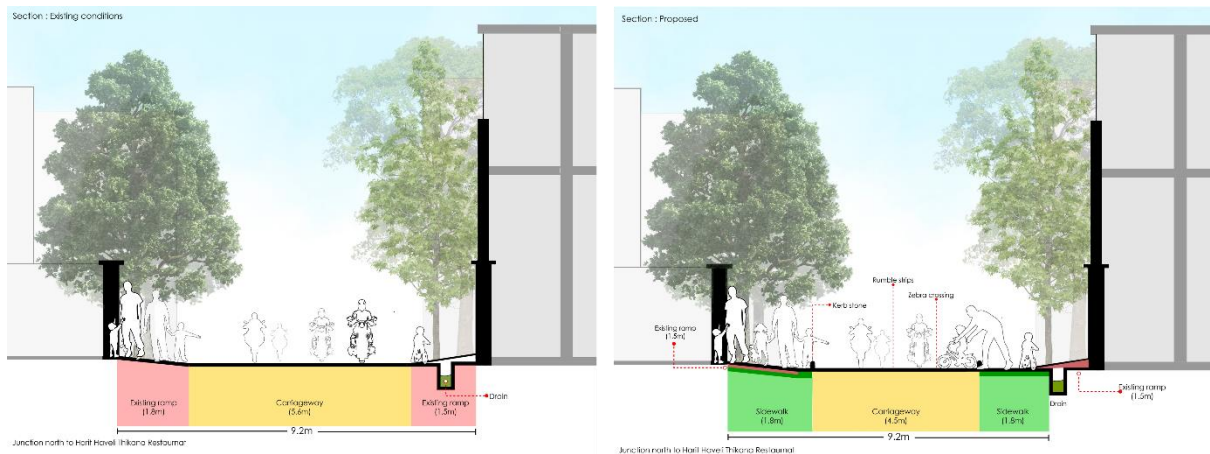 Section : Existing conditions
Existing ramp
(1.8m)
Carriageway
(5.6m)
Existing ramp
(1.5m)
Drain
9.2m
Junction north to Harit Haveli Thikana Restaurnat
Section : Proposed
Rumble strips
Zebra crossing
Kerb stone
Existing ramp
(1.5m)
Sidewalk
(1.8m)
Carriageway
(4.5m)
Sidewalk
(1.8m)
Drain
Existing ramp
(1.5m)
9.2m
Junction north to Harit Haveli Thikana Restaurnat